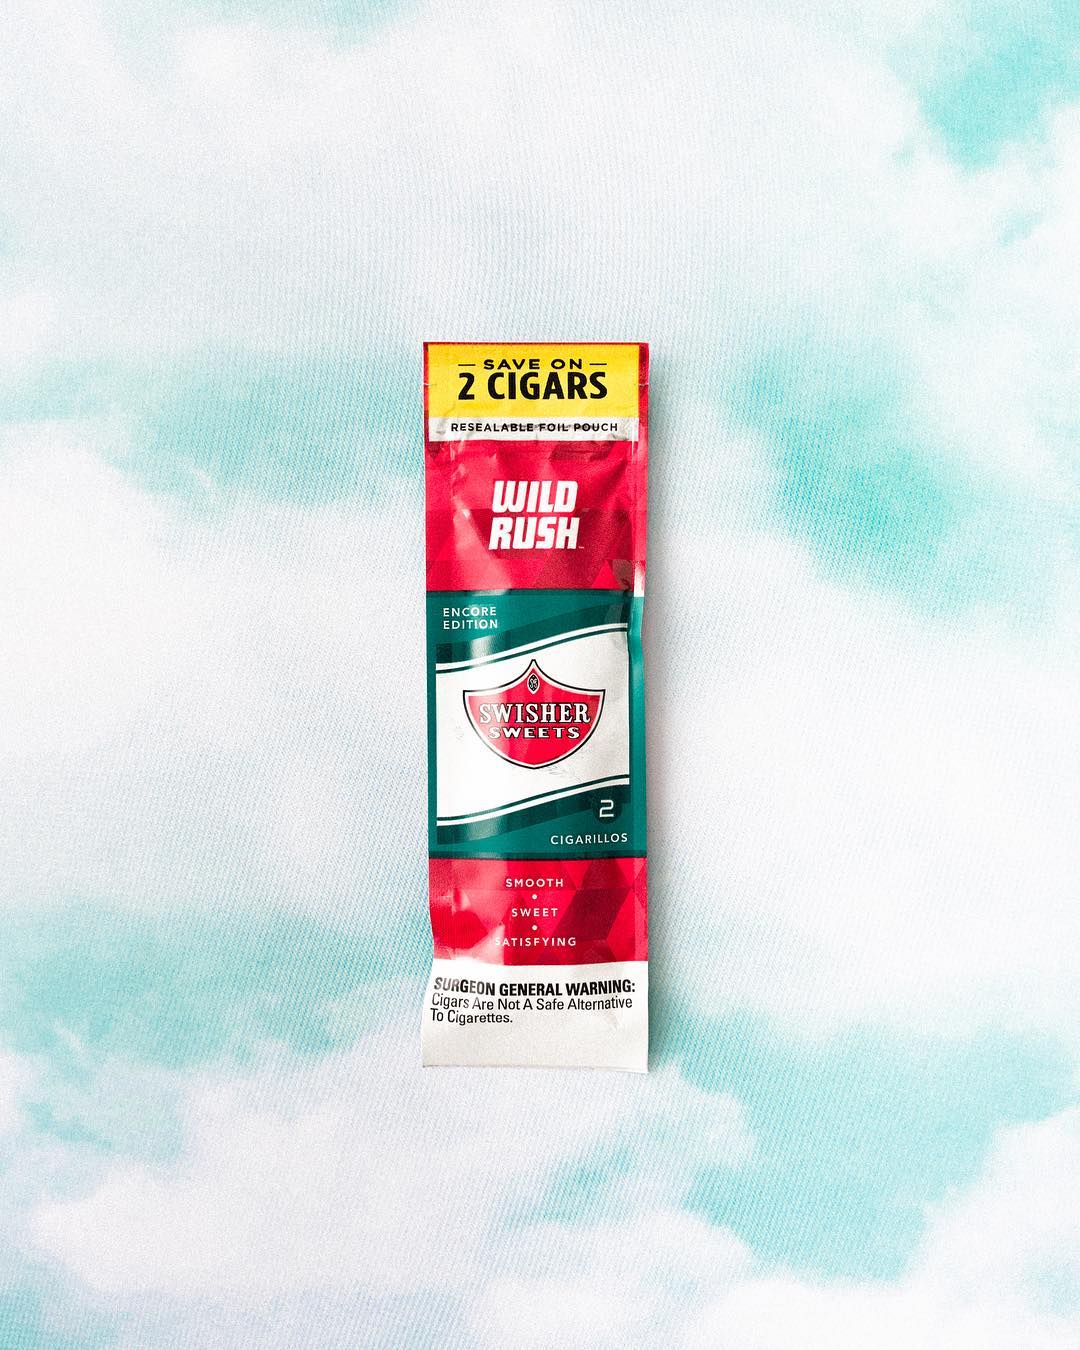 SAVE ON
2 CIGARS
RESEALABLE FOIL POUCH
WILD
RUSH
ENCORE
EDITION
SWISHER
SWEETS
2
CIGARILLOS
SMOOTH
SWEET
SATISFYING
SURGEON GENERAL WARNING:
Cigars Are Not A Safe Alternative
To Cigarettes.